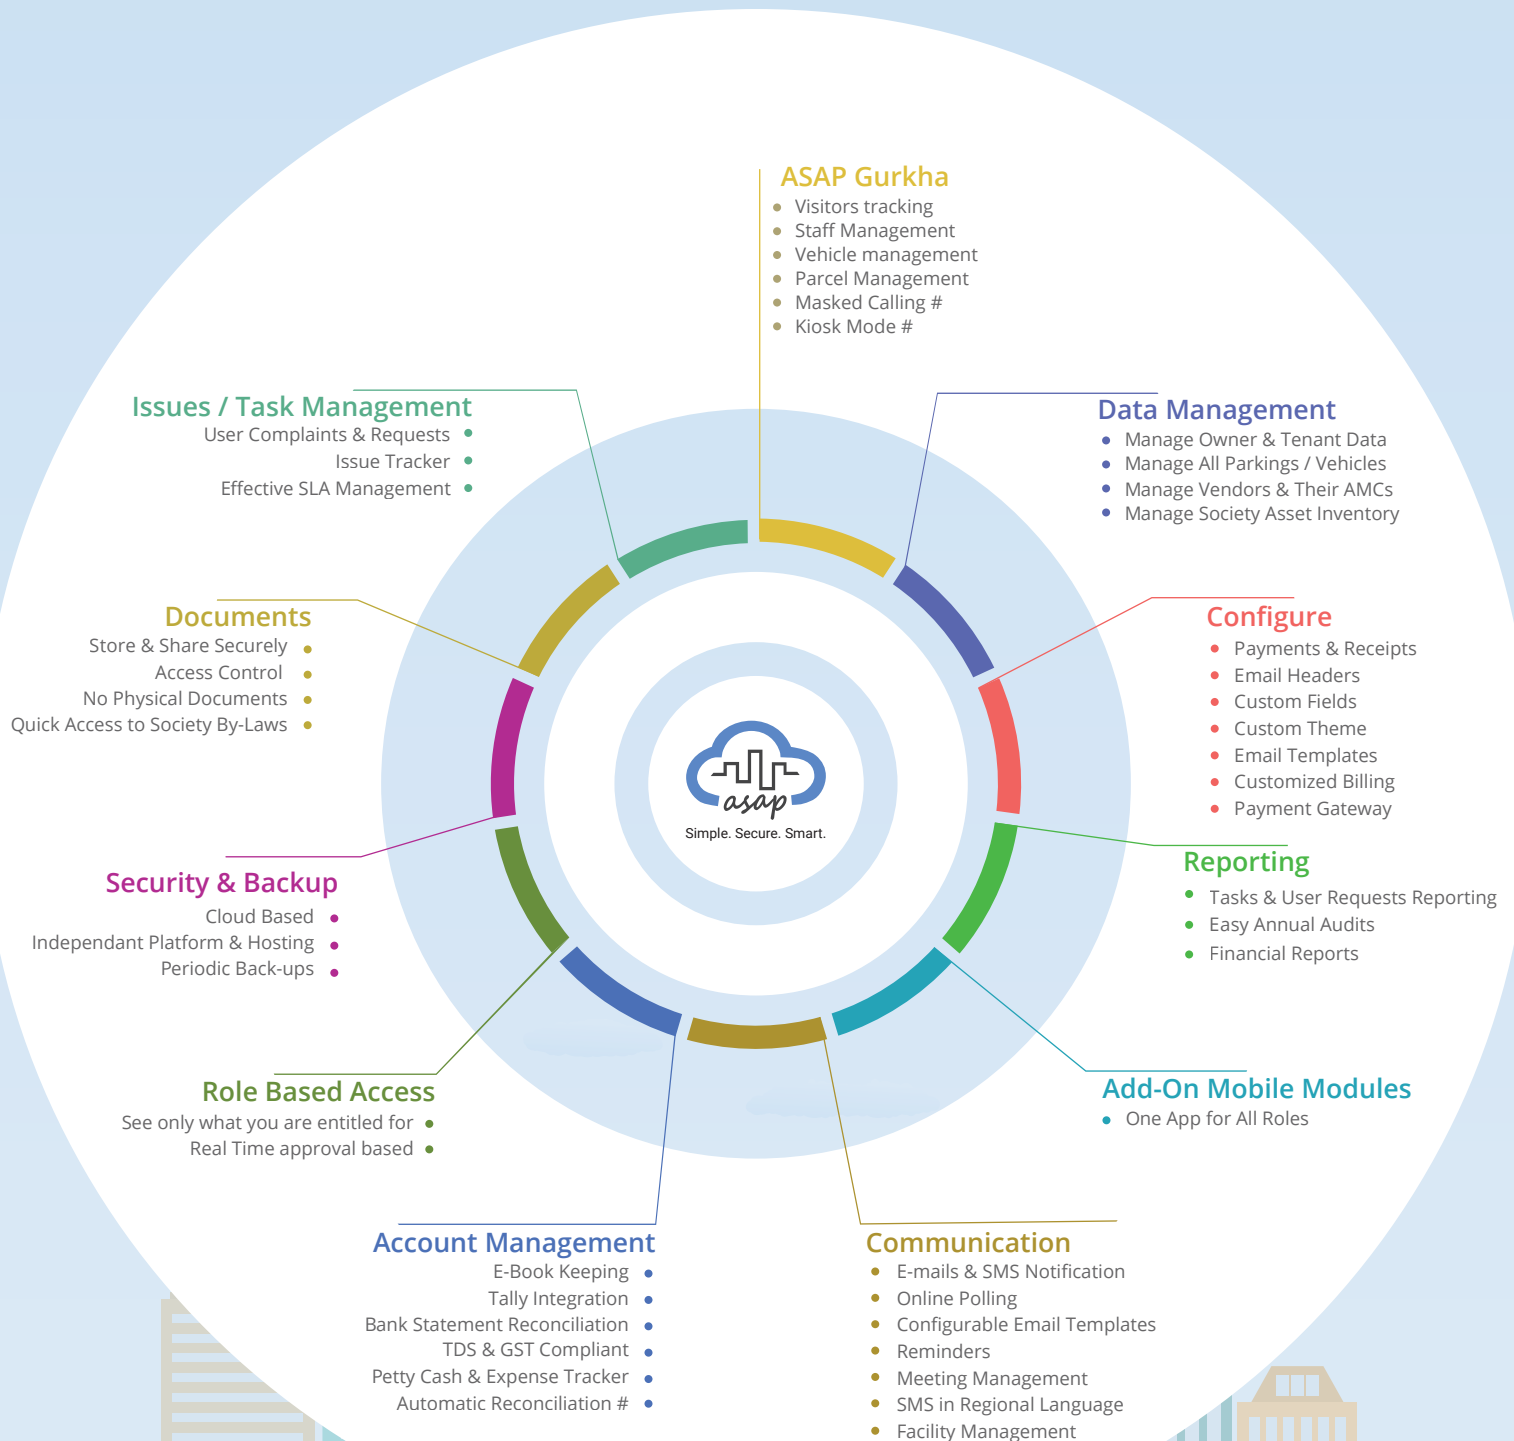 ASAP Gurkha
Visitors tracking
Staff Management
Vehicle management
Parcel Management
Masked Calling #
Kiosk Mode #
Issues / Task Management
User Complaints & Requests
Issue Tracker
Effective SLA Management
Data Management
Manage Owner & Tenant Data
Manage All Parkings / Vehicles
Manage Vendors & Their AMCs
Manage Society Asset Inventory
Documents
Store & Share Securely
Access Control
No Physical Documents
Quick Access to Society By-Laws
Configure
Payments & Receipts
Email Headers
Custom Fields
Custom Theme
Email Templates
Customized Billing
Payment Gateway
asap
Simple. Secure. Smart.
Security & Backup
Cloud Based
Independant Platform & Hosting
Periodic Back-ups
Reporting
Tasks & User Requests Reporting
Easy Annual Audits
Financial Reports
Role Based Access
See only what you are entitled for
Real Time approval based
Add-On Mobile Modules
One App for All Roles
Account Management
E-Book Keeping
Tally Integration
Bank Statement Reconciliation
TDS & GST Compliant
Petty Cash & Expense Tracker
Automatic Reconciliation #
Communication
E-mails & SMS Notification
Online Polling
Configurable Email Templates
Reminders
Meeting Management
SMS in Regional Language
Facility Management